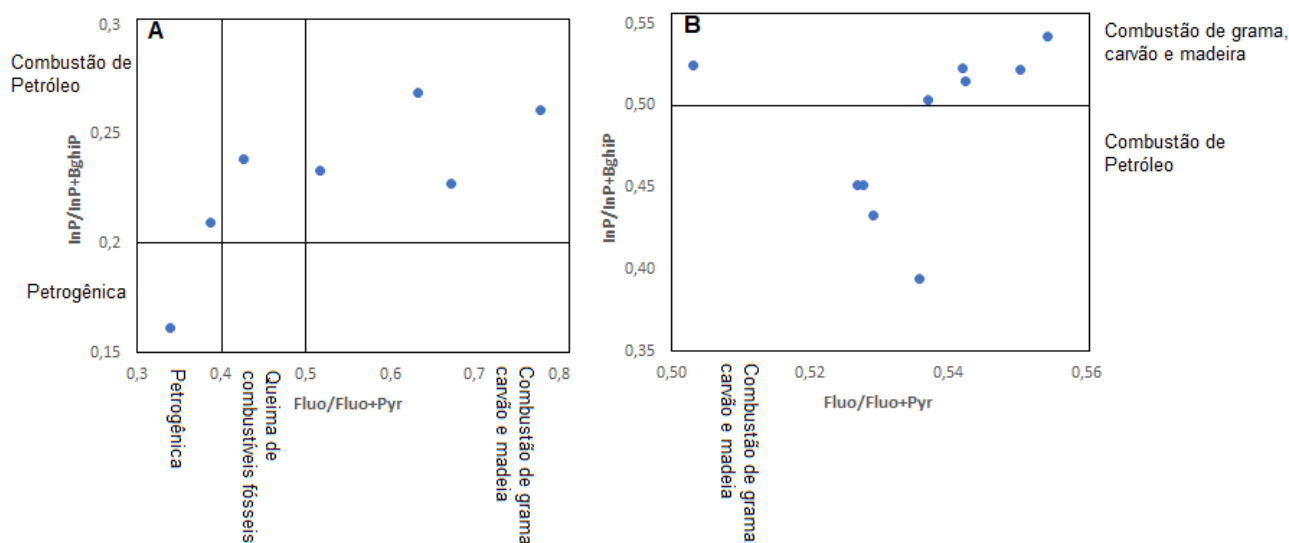 A
0,3
0,25
0,2
0,15
Combustão de
Petróleo
Petrogênica
InP/InP+BghiP
0,3
0,4
0,5
0,6
0,7
0,8
Fluo/Fluo+Pyr
Petrogênica
Queima de
combustíveis fósseis
Combustão de grama
carvão e madeia
B
0,55
0,50
0,45
0,40
0,35
InP/InP+BghiP
Combustão de grama,
carvão e madeira
Combustão de
Petróleo
0,50
0,52
0,54
0,56
Fluo/Fluo+Pyr
Combustão de grama
carvão e madeia